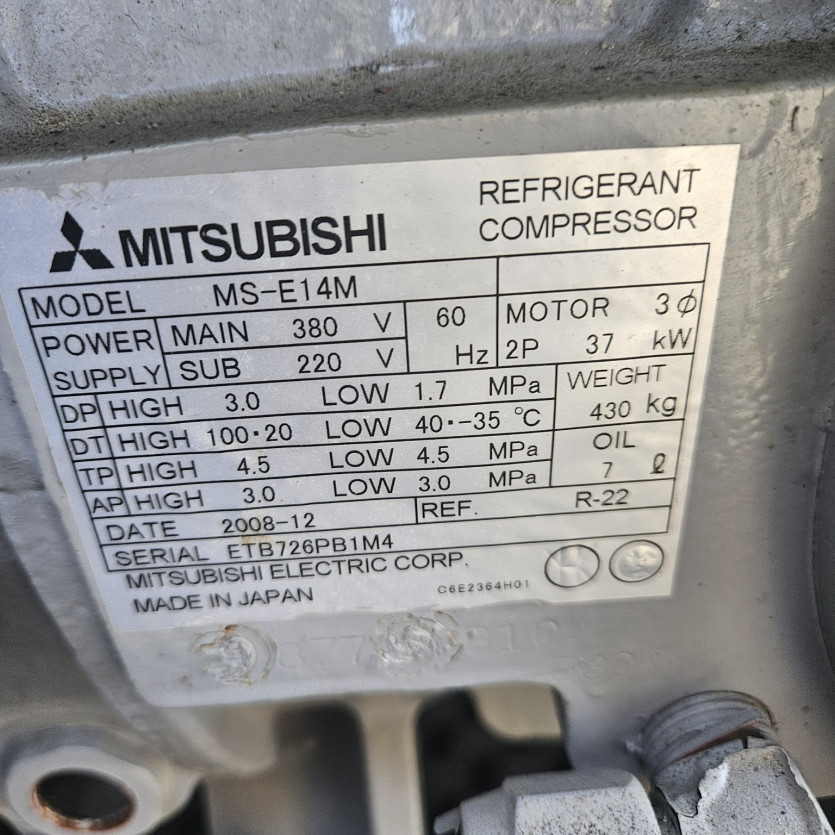 MITSUBISHI
REFRIGERANT
COMPRESSOR
MODEL MS-E14M
POWER SUPPLY MAIN 380 V 60 Hz MOTOR 3ϕ
SUB 220 V 2P 37 kW
DP HIGH 3.0 LOW 1.7 MPa WEIGHT
DT HIGH 100·20 LOW 40·-35 ℃ 430 kg
TP HIGH 4.5 LOW 4.5 MPa OIL
AP HIGH 3.0 LOW 3.0 MPa 7 ℓ
DATE 2008-12 REF. R-22
SERIAL ETB726PB1M4
MITSUBISHI ELECTRIC CORP.
MADE IN JAPAN C6E2364H01